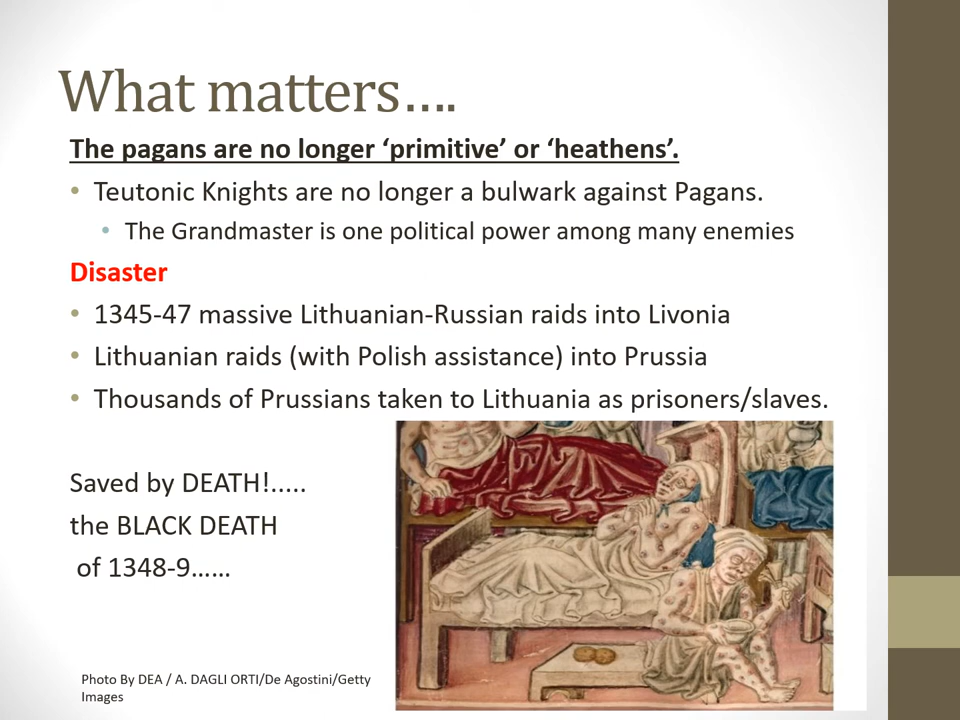 What matters….
The pagans are no longer ‘primitive’ or ‘heathens’.
• Teutonic Knights are no longer a bulwark against Pagans.
• The Grandmaster is one political power among many enemies
Disaster
• 1345-47 massive Lithuanian-Russian raids into Livonia
• Lithuanian raids (with Polish assistance) into Prussia
• Thousands of Prussians taken to Lithuania as prisoners/slaves.
Saved by DEATH!.....
the BLACK DEATH
of 1348-9……
Photo By DEA / A. DAGLI ORTI/De Agostini/Getty
Images